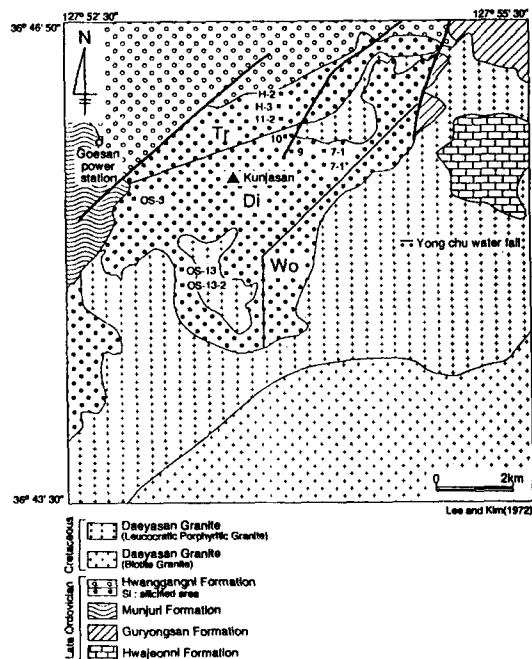 127° 52' 30"
127° 55' 30"
36° 46' 50"
N
H-2
H-3
11-2
Tr
10
9
7-1
7-1'
Goesan
power
station
Kunjasan
OS-3
Di
Yong chu water fall
OS-13
OS-13-2
Wo
36° 43' 30"
0 2km
Lee and Kim(1972)
Cretaceous
Daeyasan Granite
(Leucocratic Porphyritic Granite)
Daeyasan Granite
(Biotite Granite)
Late Ordovician
Hwanggangni Formation
Si : silicified area
Munjuri Formation
Guryongsan Formation
Hwajeonni Formation